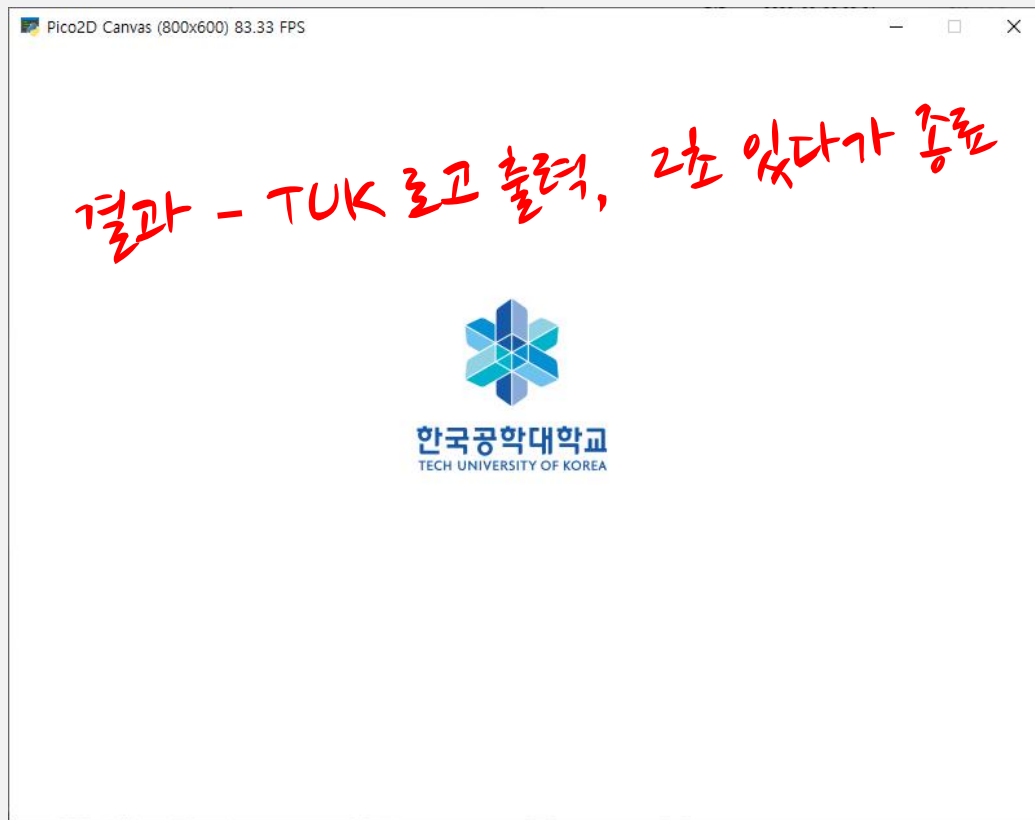 Pico2D Canvas (800x600) 83.33 FPS
결과 - TUK 로고 출력, 2초 있다가 종료
한국공학대학교
TECH UNIVERSITY OF KOREA